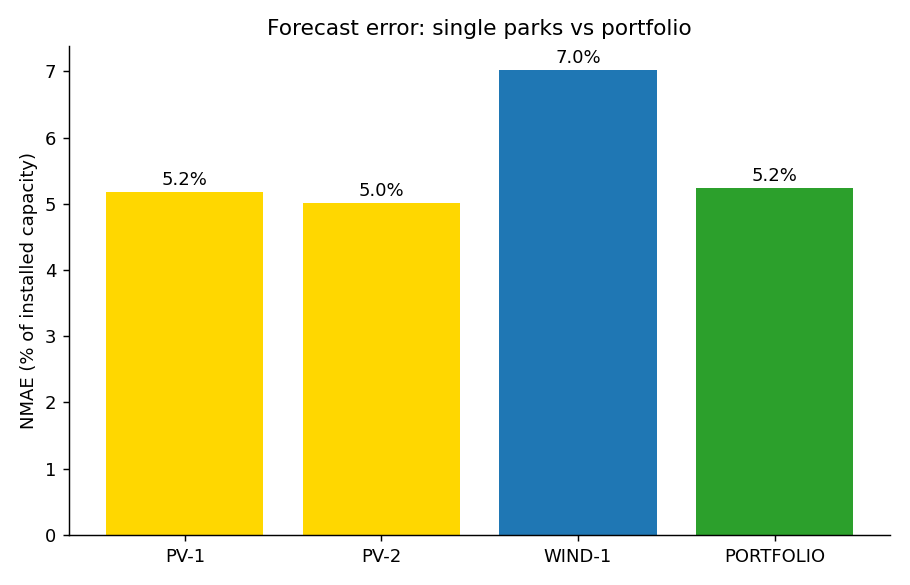 Forecast error: single parks vs portfolio
NMAE (% of installed capacity)
7
6
5
4
3
2
1
0
5.2%
5.0%
7.0%
5.2%
PV-1
PV-2
WIND-1
PORTFOLIO